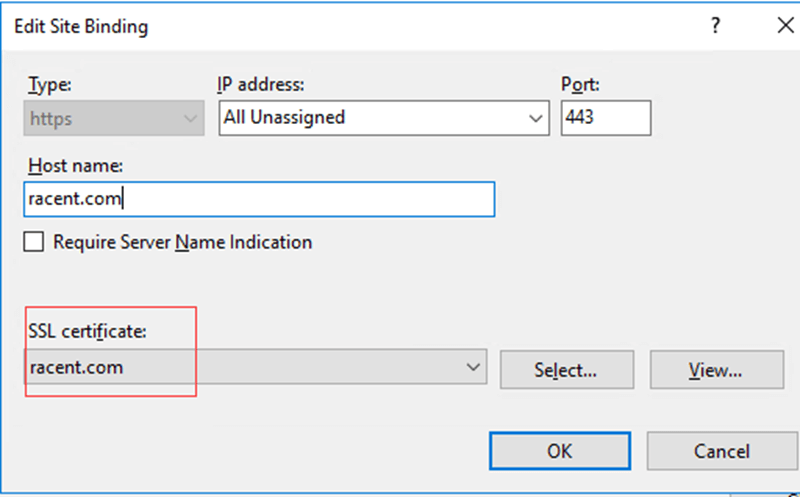 Edit Site Binding
?
Type:
IP address:
Port:
https
All Unassigned
443
Host name:
racent.com
Require Server Name Indication
SSL certificate:
racent.com
Select...
View...
OK
Cancel